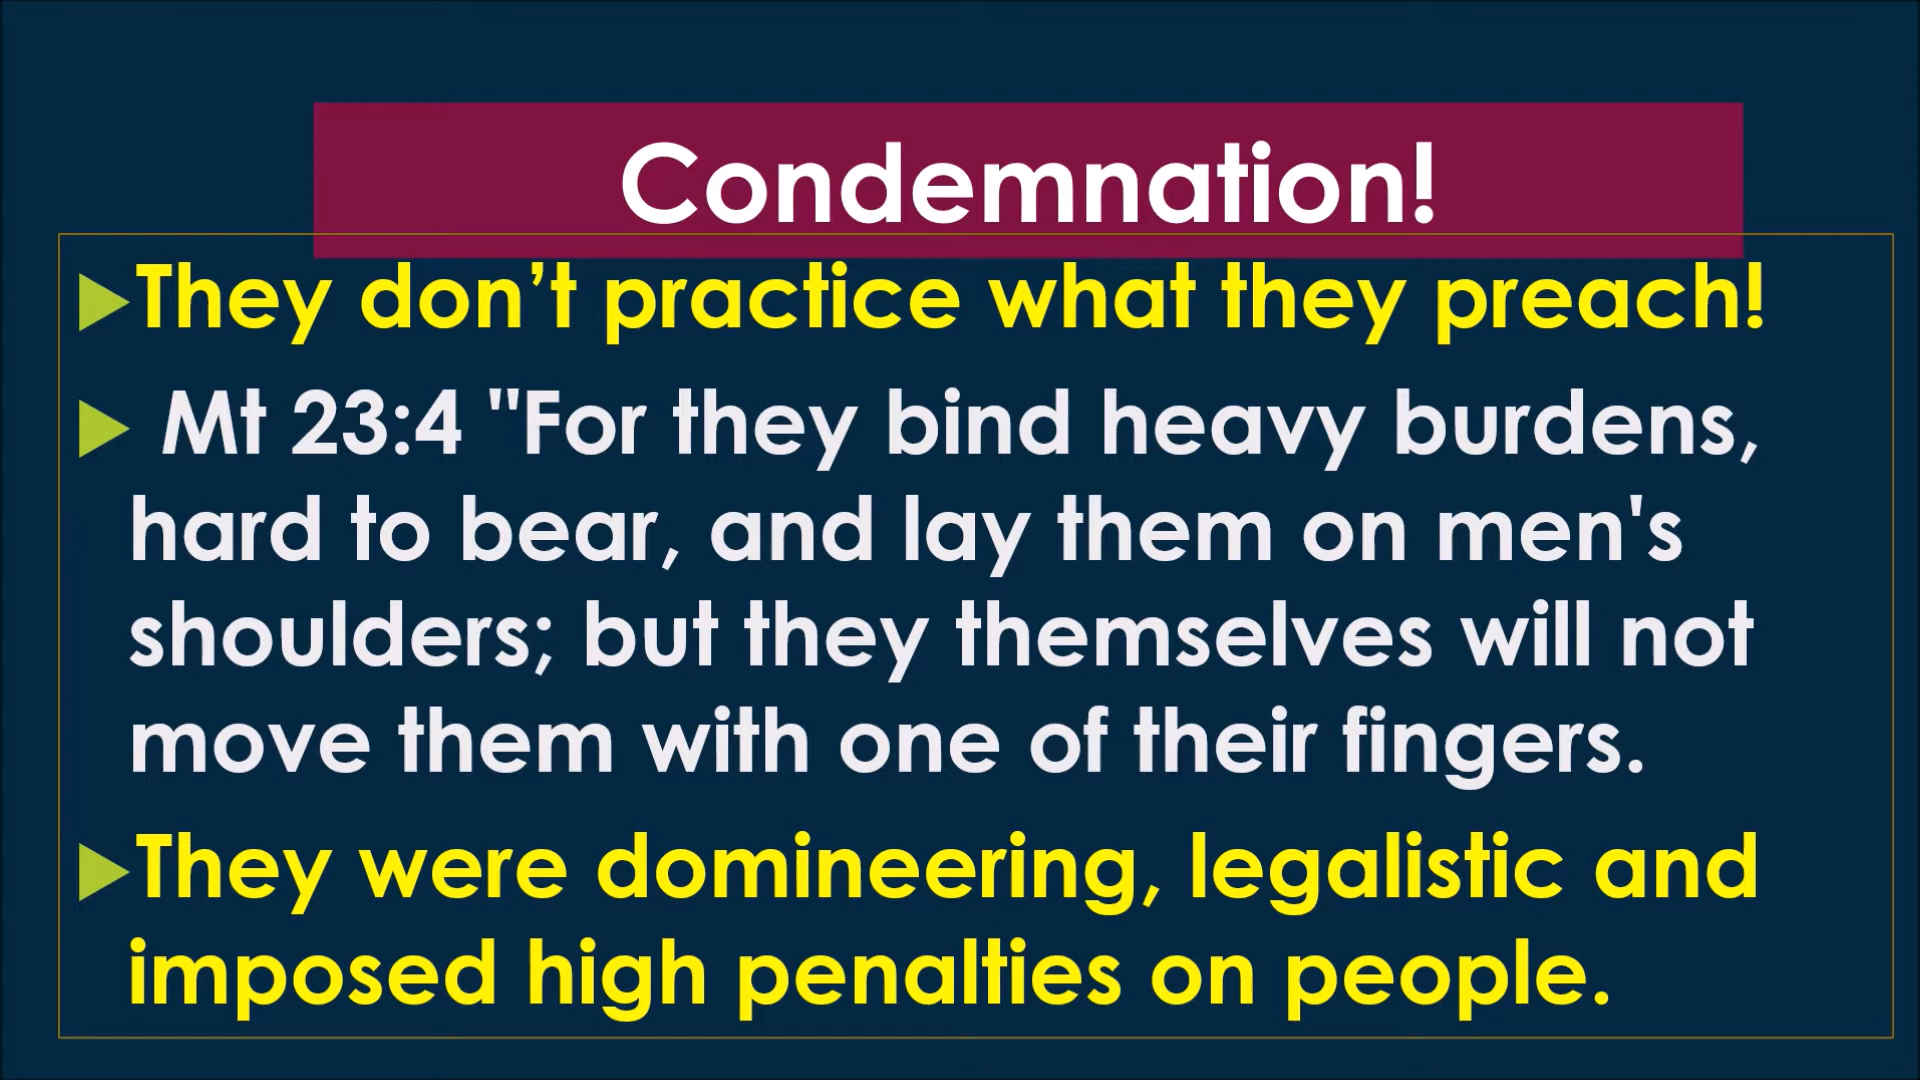 Condemnation!
They don’t practice what they preach!
Mt 23:4 "For they bind heavy burdens,
hard to bear, and lay them on men's
shoulders; but they themselves will not
move them with one of their fingers.
They were domineering, legalistic and
imposed high penalties on people.